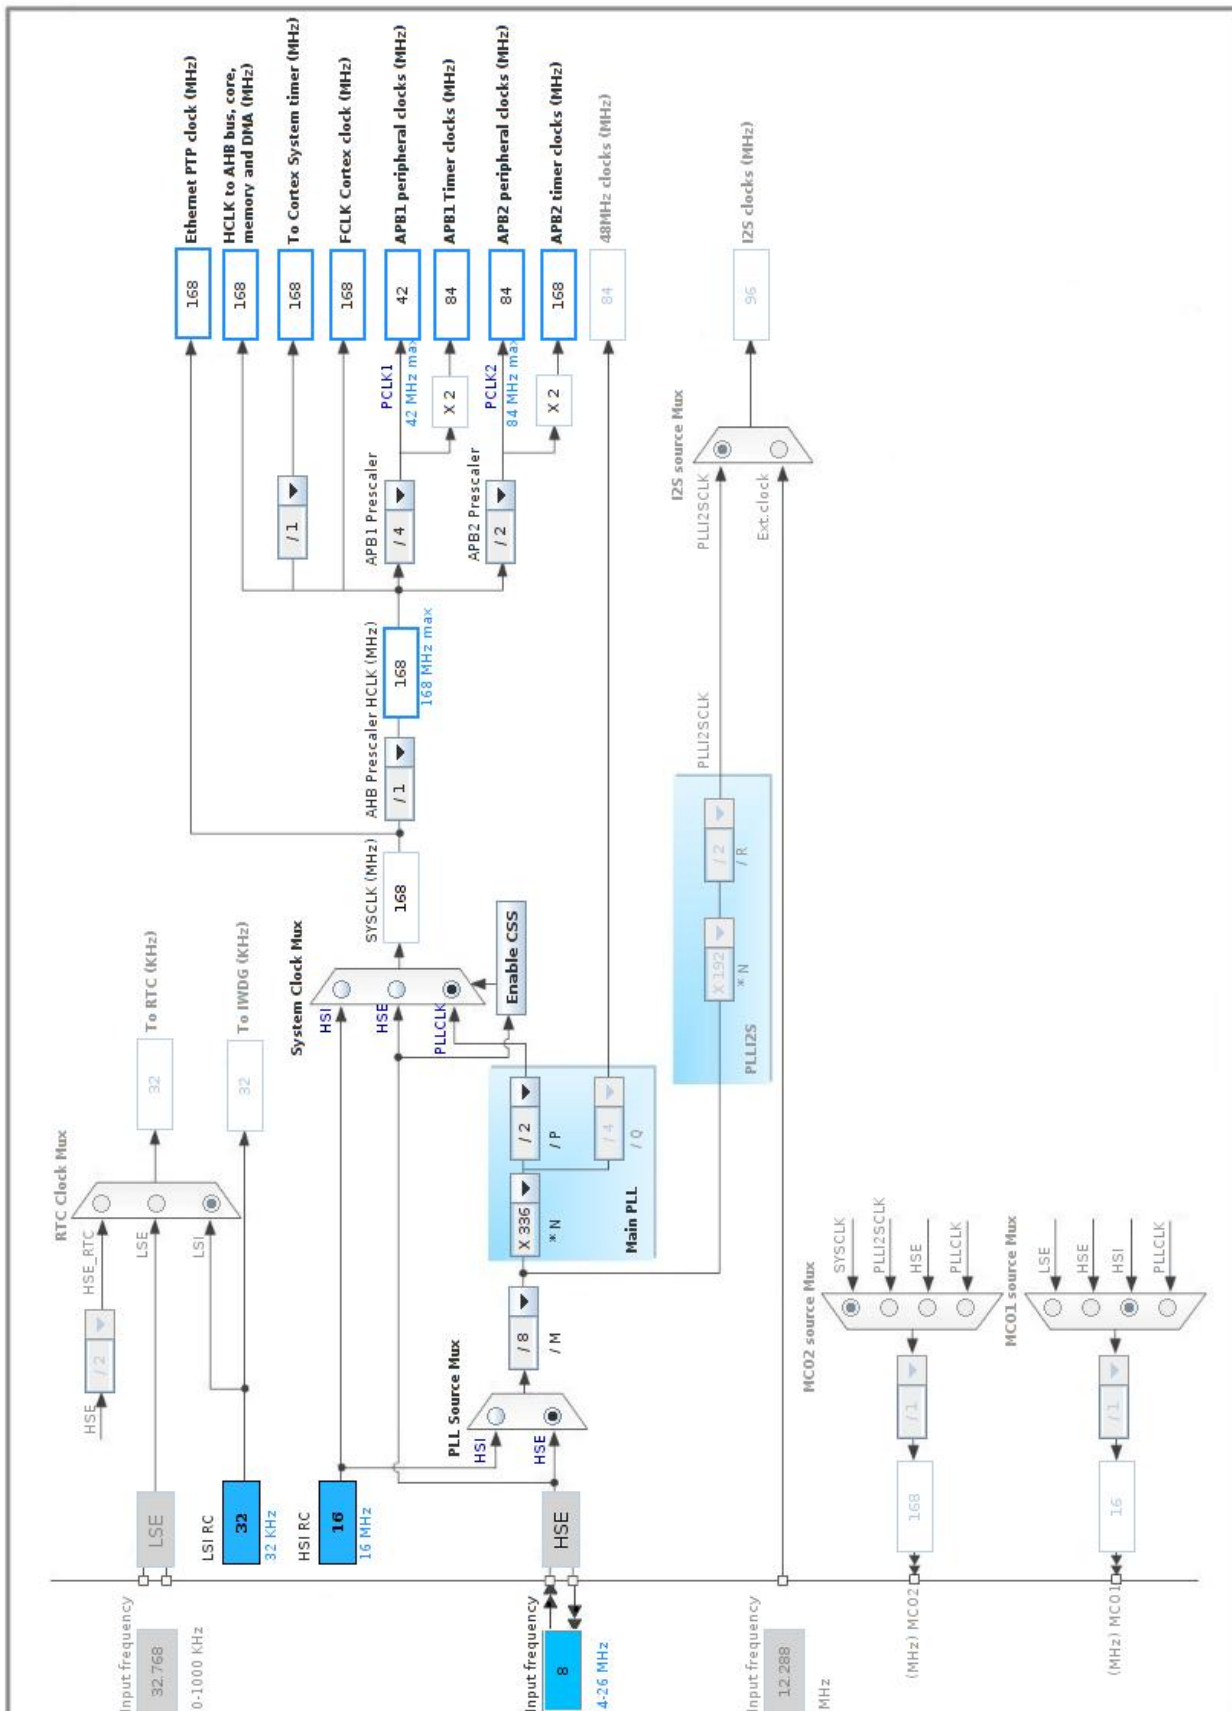 RTC Clock Mux
HSE
/ 2
HSE_RTC
LSE
LSI
32
To RTC (KHz)
32
To IWDG (KHz)
Input frequency
32.768
0-1000 KHz
LSE
LSI RC
32
32 KHz
HSI RC
16
16 MHz
Input frequency
8
4-26 MHz
HSE
PLL Source Mux
HSI
HSE
/ 8
/ M
X 336
* N
/ 2
/ P
/ 4
/ Q
Main PLL
System Clock Mux
HSI
HSE
PLLCLK
Enable CSS
SYSCLK (MHz)
168
AHB Prescaler
/ 1
HCLK (MHz)
168
168 MHz max
/ 1
APB1 Prescaler
/ 4
PCLK1
42 MHz max
X 2
APB2 Prescaler
/ 2
PCLK2
84 MHz max
X 2
168
Ethernet PTP clock (MHz)
168
HCLK to AHB bus, core,
memory and DMA (MHz)
168
To Cortex System timer (MHz)
168
FCLK Cortex clock (MHz)
42
APB1 peripheral clocks (MHz)
84
APB1 Timer clocks (MHz)
84
APB2 peripheral clocks (MHz)
168
APB2 timer clocks (MHz)
84
48MHz clocks (MHz)
PLLI2S
X 192
* N
/ 2
/ R
PLLI2SCLK
I2S source Mux
PLLI2SCLK
Ext.clock
96
I2S clocks (MHz)
Input frequency
12.288
MHz
MCO2 source Mux
SYSCLK
PLLI2SCLK
HSE
PLLCLK
/ 1
168
(MHz) MCO2
MCO1 source Mux
LSE
HSE
HSI
PLLCLK
/ 1
16
(MHz) MCO1